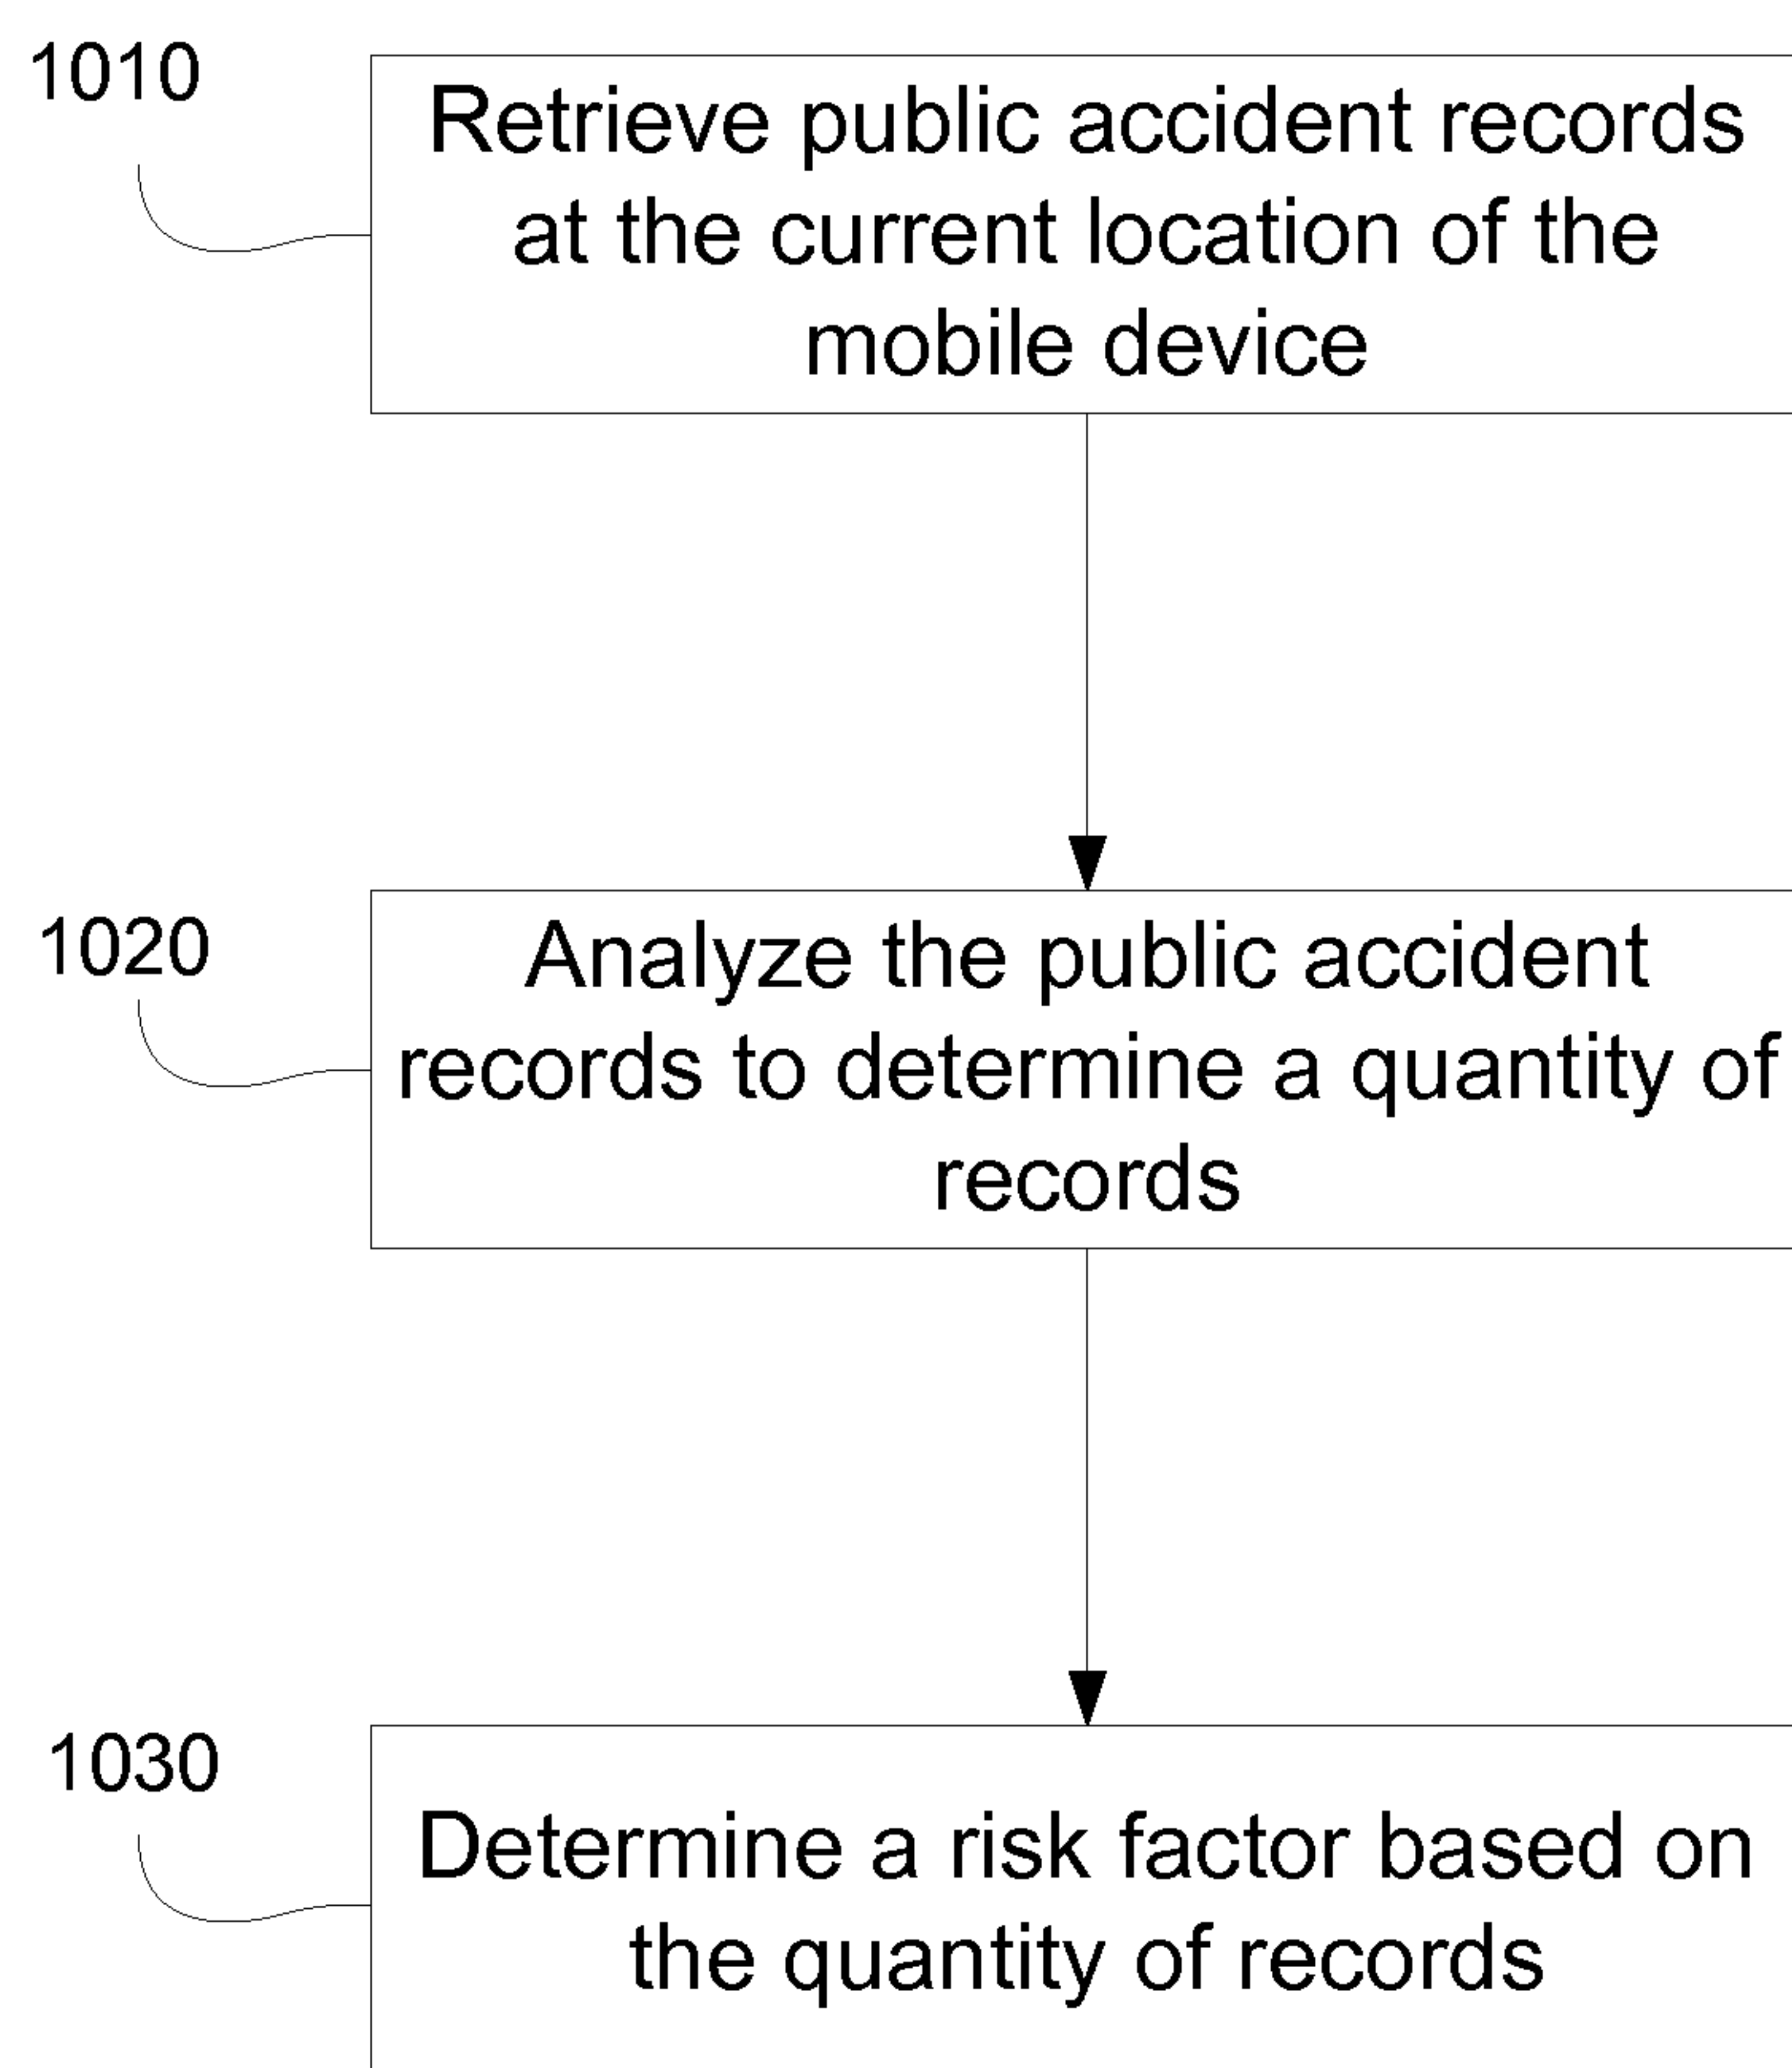 1010
Retrieve public accident records
at the current location of the
mobile device
1020
Analyze the public accident
records to determine a quantity of
records
1030
Determine a risk factor based on
the quantity of records